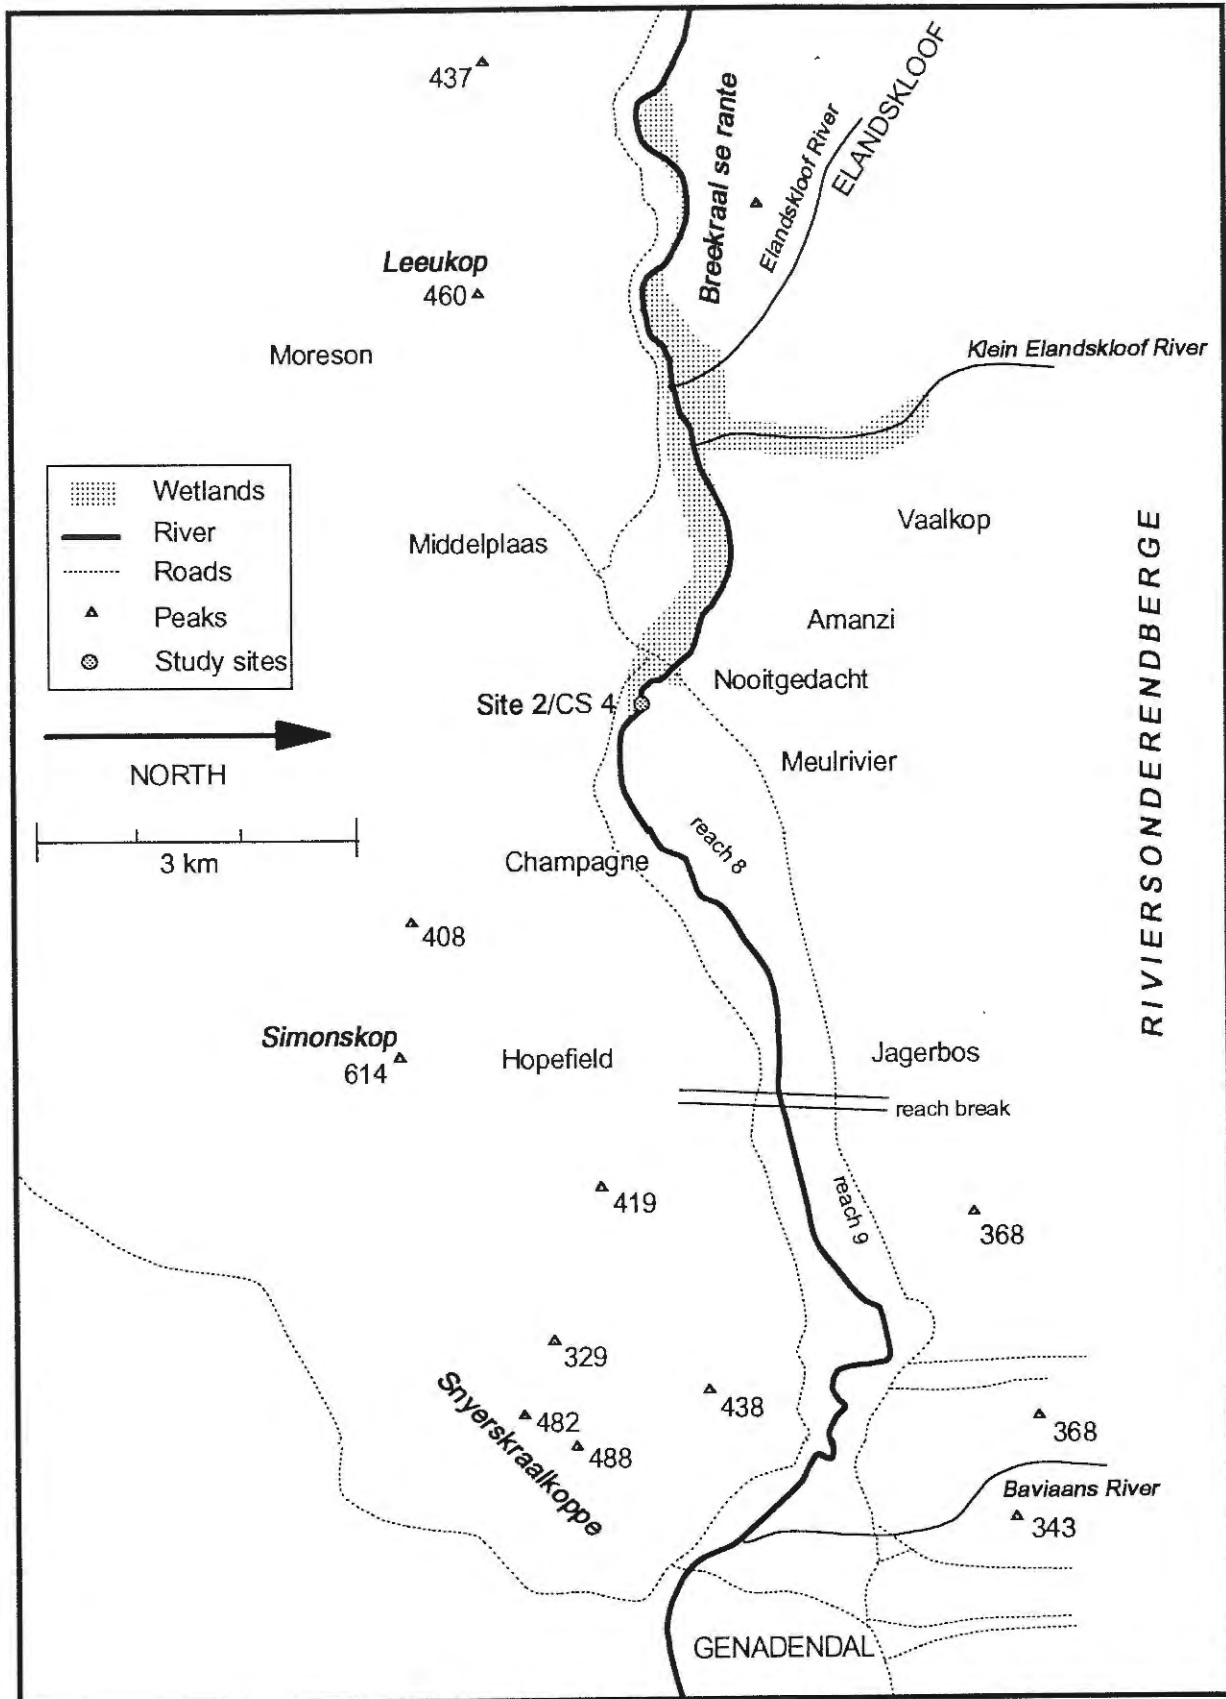 437
Breekraal se rante
Elandskloof River
ELANDSKLOOF
Leeukop
460
Moreson
Klein Elandskloof River
Wetlands
River
Roads
Peaks
Study sites
Middelplaas
Vaalkop
Amanzi
Nooitgedacht
Site 2/CS 4
Meulrivier
NORTH
3 km
reach 8
Champagne
RIVIERSONDERENDBERGE
408
Simonskop
614
Hopefield
Jagerbos
reach break
419
reach 9
368
329
438
Snyerskraalkoppe
482
488
368
Baviaans River
343
GENADENDAL